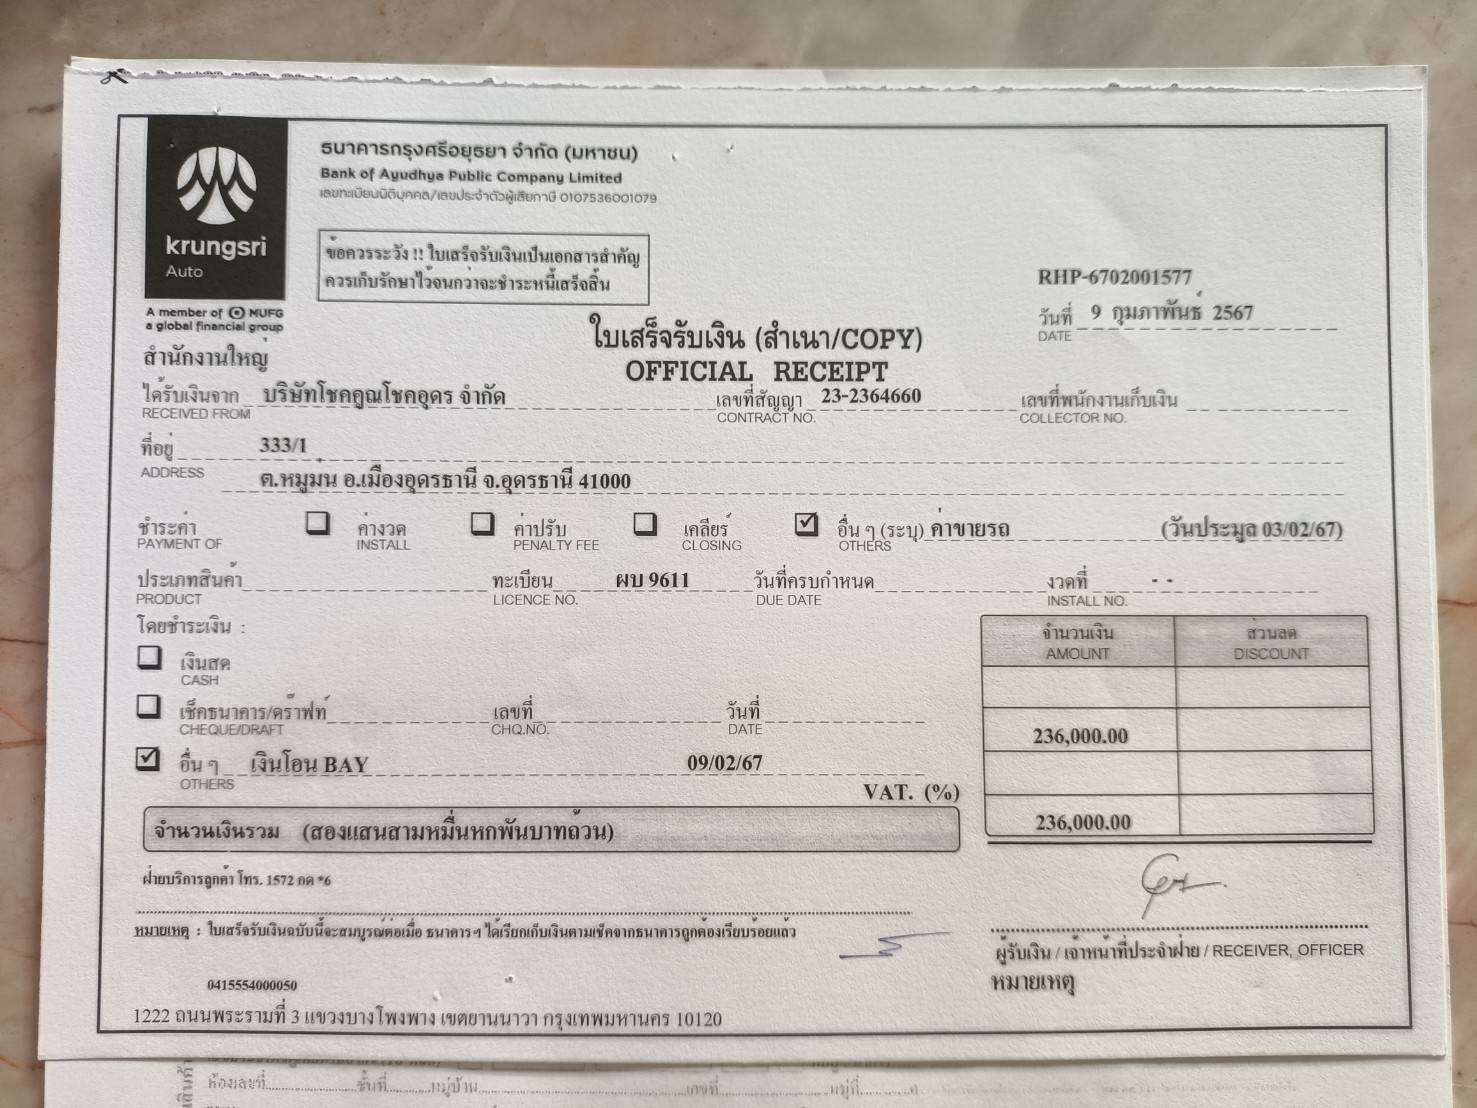 ธนาคารกรุงศรีอยุธยา จำกัด (มหาชน)
Bank of Ayudhya Public Company Limited
เลขทะเบียนนิติบุคคล/เลขประจำตัวผู้เสียภาษี 0107536001079
krungsri
Auto
A member of MUFG
a global financial group
ข้อควรระวัง !! ใบเสร็จรับเงินเป็นเอกสารสำคัญ
ควรเก็บรักษาไว้จนกว่าจะชำระหนี้เสร็จสิ้น
RHP-6702001577
วันที่ 9 กุมภาพันธ์ 2567
DATE
ใบเสร็จรับเงิน (สำเนา/COPY)
OFFICIAL RECEIPT
สำนักงานใหญ่
ได้รับเงินจาก บริษัทโชคคูณโชคอุดร จำกัด เลขที่สัญญา 23-2364660 เลขที่พนักงานเก็บเงิน
RECEIVED FROM CONTRACT NO. COLLECTOR NO.
ที่อยู่ 333/1
ADDRESS ต.หมูม่น อ.เมืองอุดรธานี จ.อุดรธานี 41000
ชำระค่า ค่างวด ค่าปรับ เคลียร์ อื่น ๆ (ระบุ) ค่าขายรถ (วันประมูล 03/02/67)
PAYMENT OF INSTALL PENALTY FEE CLOSING OTHERS
ประเภทสินค้า ทะเบียน ผบ 9611 วันที่ครบกำหนด งวดที่ - -
PRODUCT LICENCE NO. DUE DATE INSTALL NO.
โดยชำระเงิน :
จำนวนเงิน ส่วนลด
AMOUNT DISCOUNT
เงินสด
CASH
เช็คธนาคาร/ดร๊าฟท์ เลขที่ วันที่
CHEQUE/DRAFT CHQ.NO. DATE
236,000.00
อื่น ๆ เงินโอน BAY 09/02/67
OTHERS
VAT. (%)
จำนวนเงินรวม (สองแสนสามหมื่นหกพันบาทถ้วน) 236,000.00
ฝ่ายบริการลูกค้า โทร. 1572 กด *6
หมายเหตุ : ใบเสร็จรับเงินฉบับนี้จะสมบูรณ์ต่อเมื่อ ธนาคารฯ ได้เรียกเก็บเงินตามเช็คจากธนาคารถูกต้องเรียบร้อยแล้ว
ผู้รับเงิน / เจ้าหน้าที่ประจำฝ่าย / RECEIVER, OFFICER
หมายเหตุ
0415554000050
1222 ถนนพระรามที่ 3 แขวงบางโพงพาง เขตยานนาวา กรุงเทพมหานคร 10120
ห้องเลขที่ ชั้นที่ หมู่บ้าน เลขที่ หมู่ที่